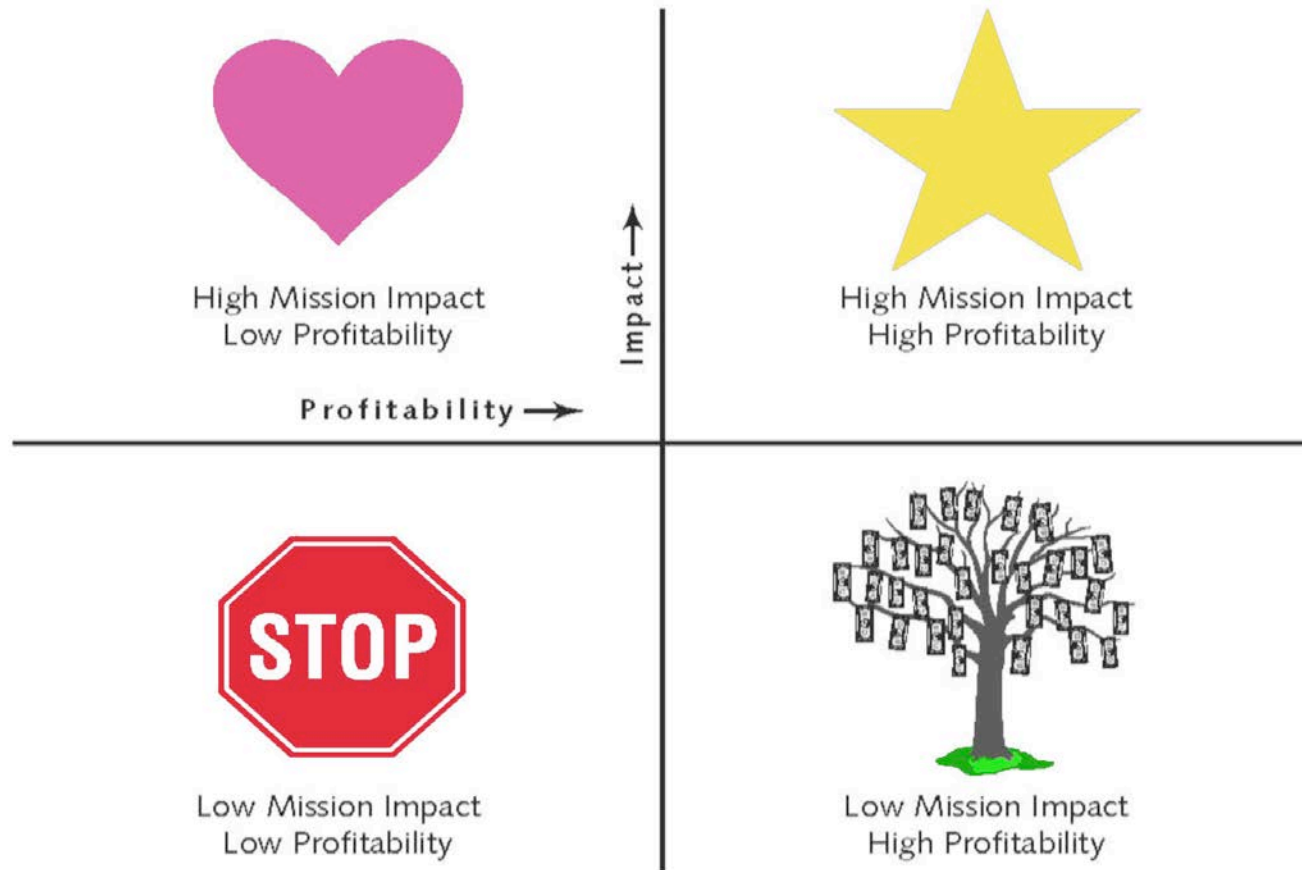 High Mission Impact
Low Profitability
High Mission Impact
High Profitability
Impact
Profitability
STOP
Low Mission Impact
Low Profitability
Low Mission Impact
High Profitability